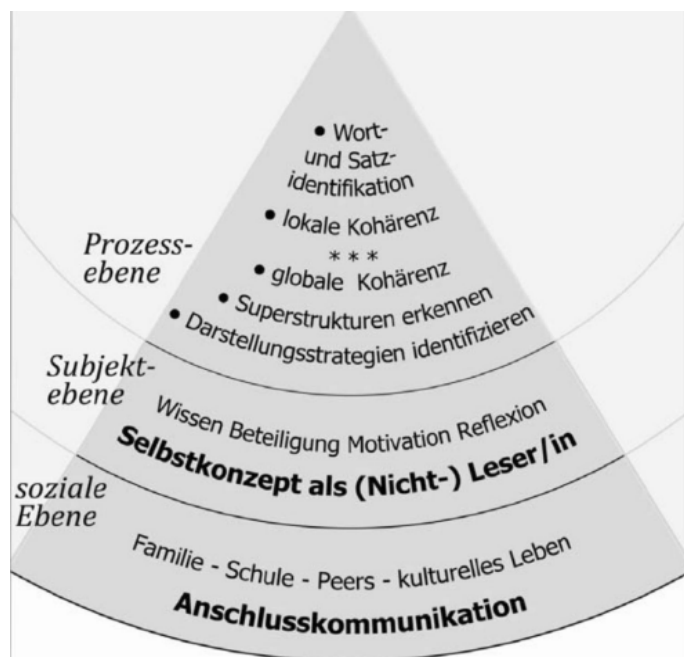 • Wort-
und Satz-
identifikation
• lokale Kohärenz
* * *
• globale Kohärenz
• Superstrukturen erkennen
• Darstellungsstrategien identifizieren
Prozess-
ebene
Wissen Beteiligung Motivation Reflexion
Selbstkonzept als (Nicht-) Leser/in
Subjekt-
ebene
Familie - Schule - Peers - kulturelles Leben
Anschlusskommunikation
soziale
Ebene